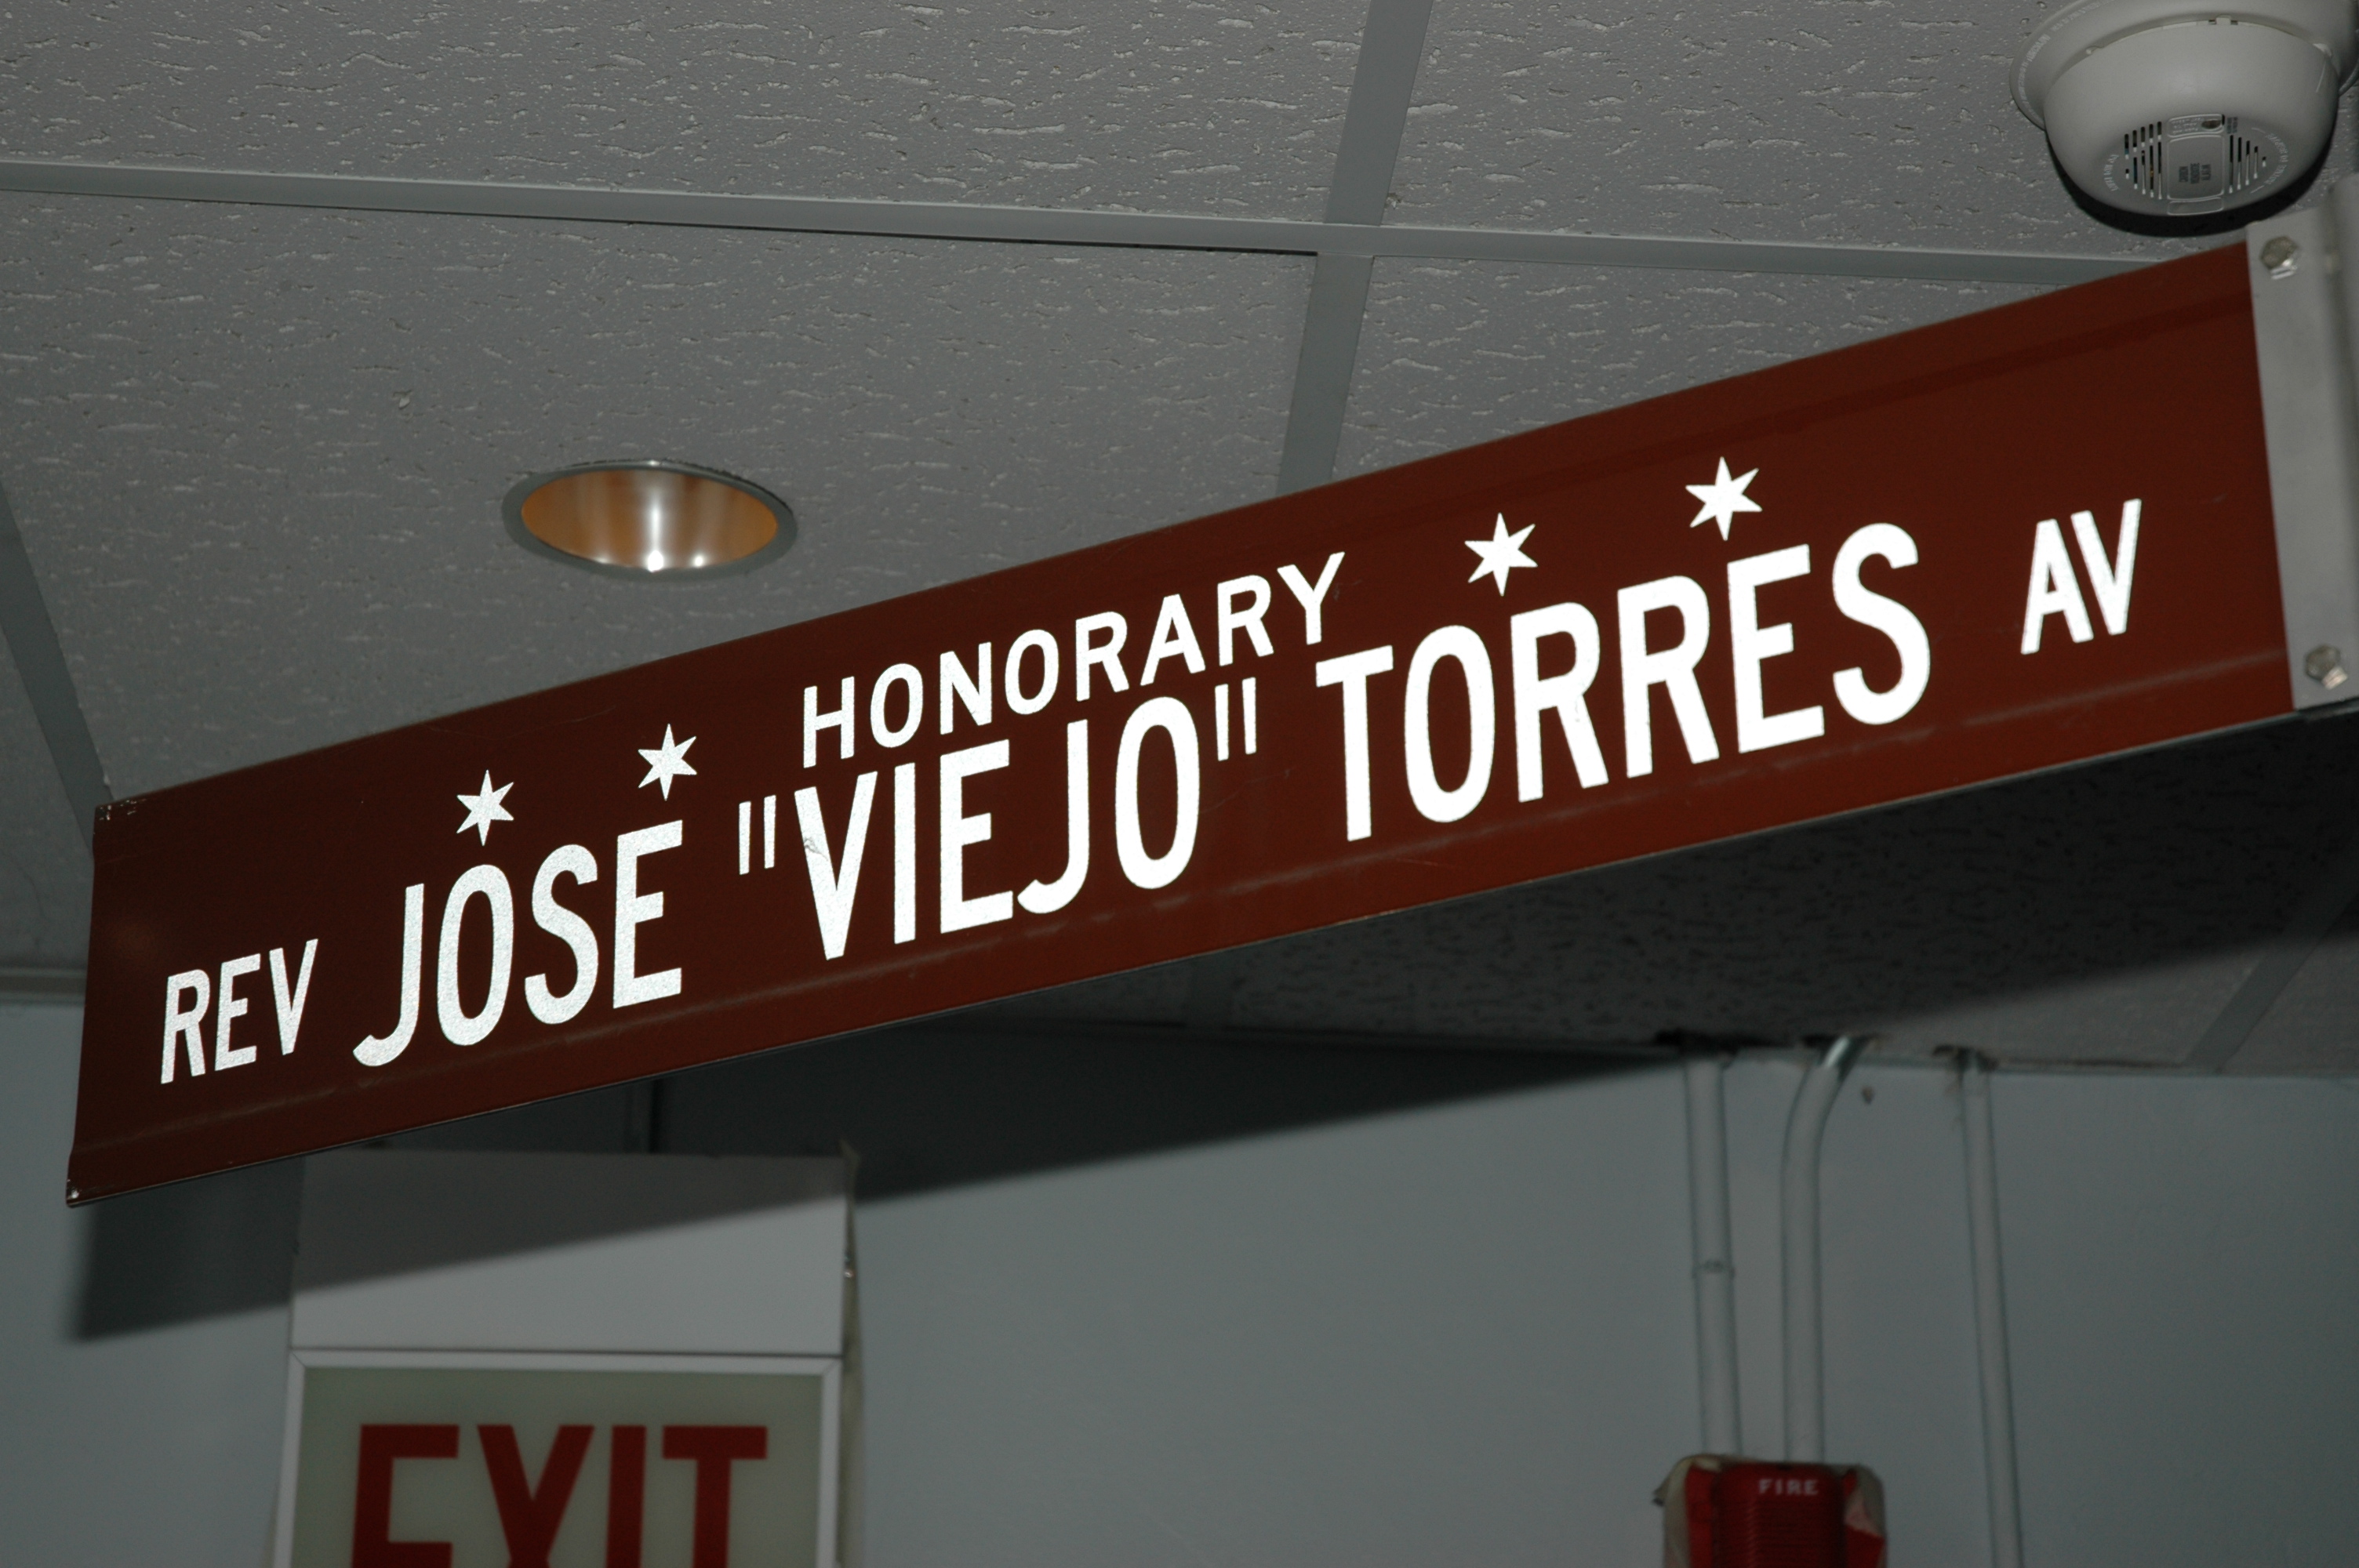 HONORARY
REV JOSE "VIEJO" TORRES AV
EXIT
FIRE